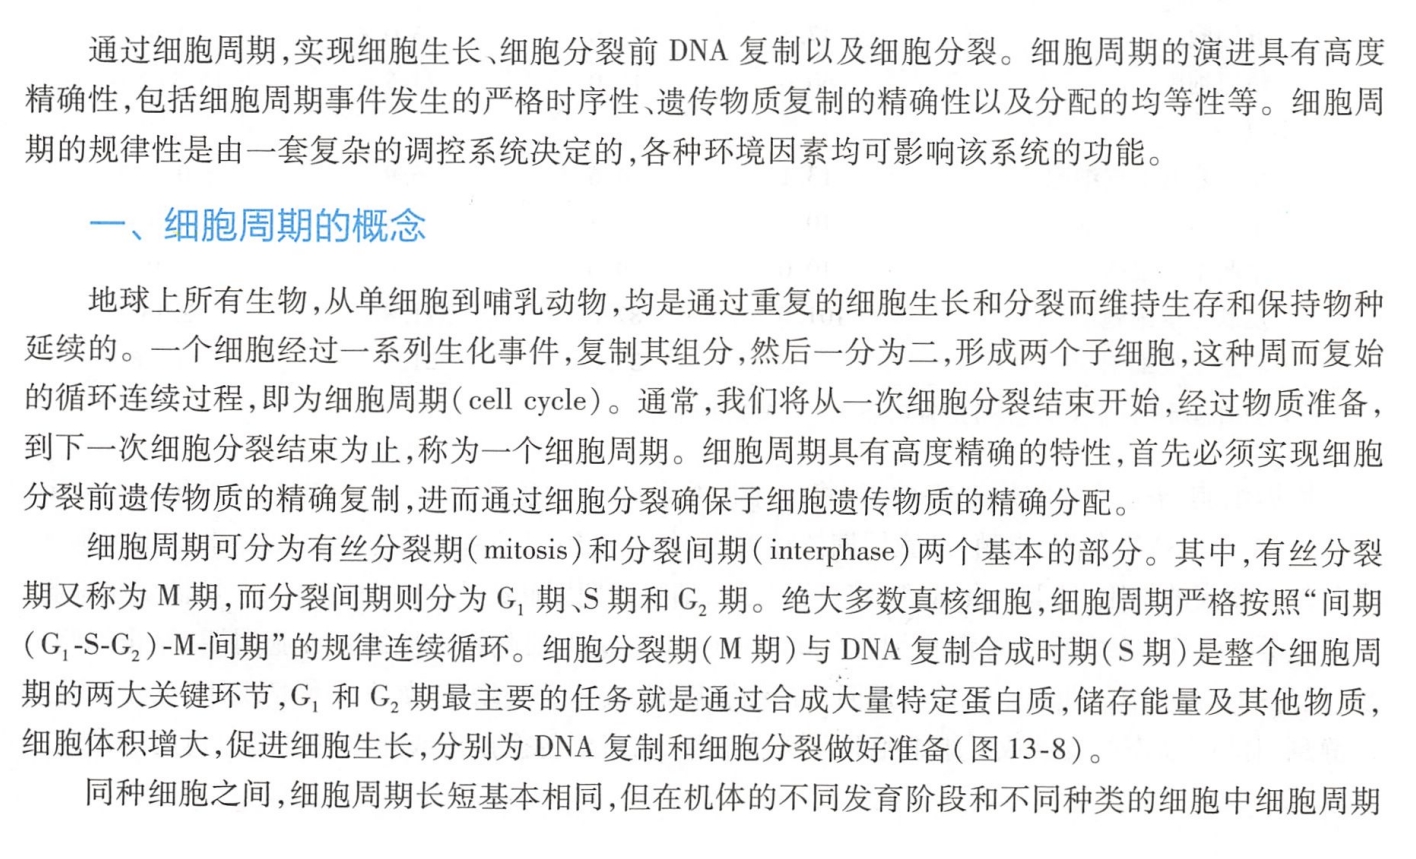 通过细胞周期,实现细胞生长、细胞分裂前 DNA 复制以及细胞分裂。细胞周期的演进具有高度
精确性,包括细胞周期事件发生的严格时序性、遗传物质复制的精确性以及分配的均等性等。细胞周
期的规律性是由一套复杂的调控系统决定的,各种环境因素均可影响该系统的功能。
一、细胞周期的概念
地球上所有生物,从单细胞到哺乳动物,均是通过重复的细胞生长和分裂而维持生存和保持物种
延续的。一个细胞经过一系列生化事件,复制其组分,然后一分为二,形成两个子细胞,这种周而复始
的循环连续过程,即为细胞周期(cell cycle)。通常,我们将从一次细胞分裂结束开始,经过物质准备,
到下一次细胞分裂结束为止,称为一个细胞周期。细胞周期具有高度精确的特性,首先必须实现细胞
分裂前遗传物质的精确复制,进而通过细胞分裂确保子细胞遗传物质的精确分配。
细胞周期可分为有丝分裂期(mitosis)和分裂间期(interphase)两个基本的部分。其中,有丝分裂
期又称为 M 期,而分裂间期则分为 G₁ 期、S 期和 G₂ 期。绝大多数真核细胞,细胞周期严格按照“间期
(G₁-S-G₂)-M-间期”的规律连续循环。细胞分裂期(M 期)与 DNA 复制合成时期(S 期)是整个细胞周
期的两大关键环节,G₁ 和 G₂ 期最主要的任务就是通过合成大量特定蛋白质,储存能量及其他物质,
细胞体积增大,促进细胞生长,分别为 DNA 复制和细胞分裂做好准备(图 13-8)。
同种细胞之间,细胞周期长短基本相同,但在机体的不同发育阶段和不同种类的细胞中细胞周期